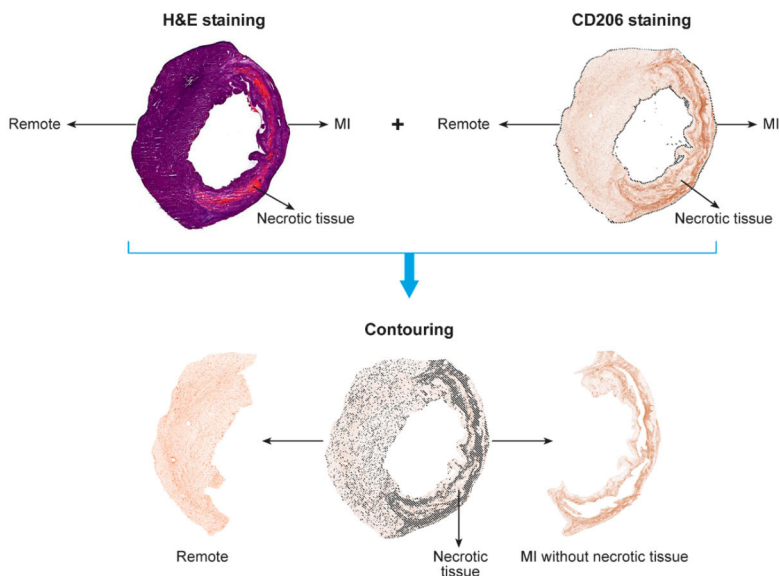 H&E staining
CD206 staining
Remote
MI
+
Remote
MI
Necrotic tissue
Necrotic tissue
Contouring
Remote
Necrotic
tissue
MI without necrotic tissue